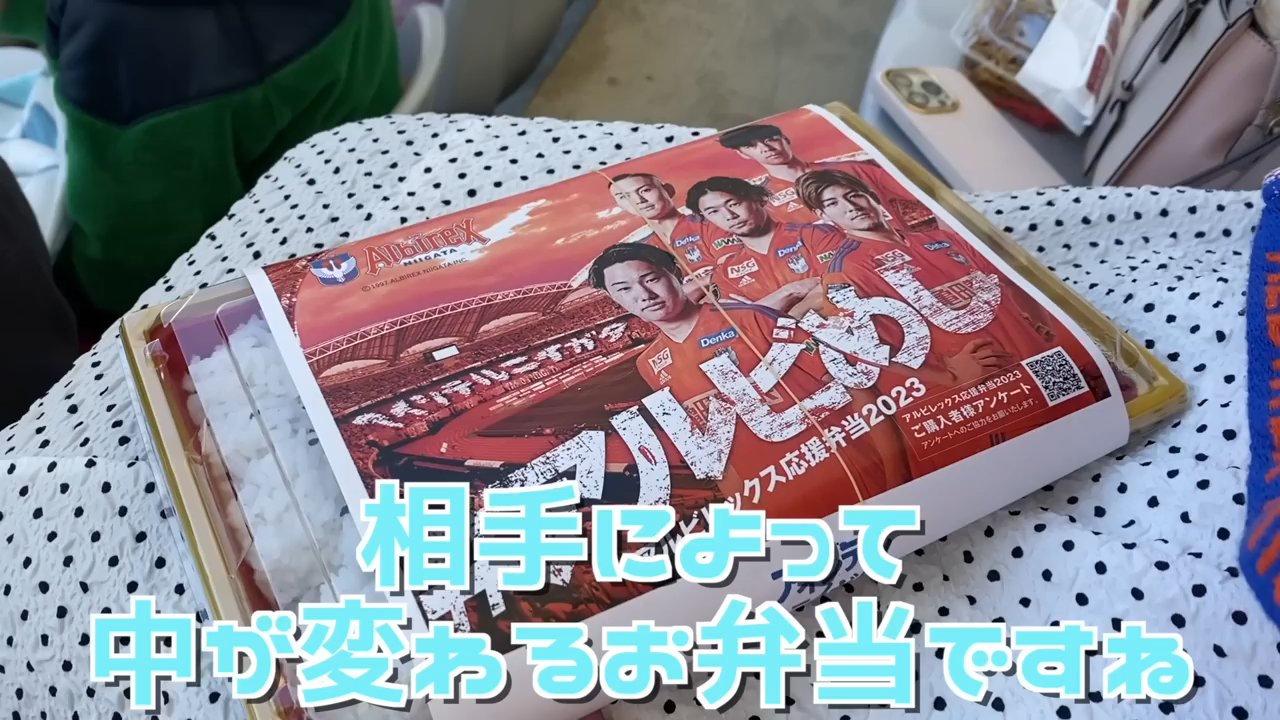 AlbireX
NIIGATA
©1997 ALBIREX NIIGATA INC.
Denka
NSG
Denka
NSG
Denka
NSG
Denka
アルビめし
アルビレックス応援弁当2023
アルビレックス応援弁当2023
ご購入者様アンケート
アンケートへのご協力をお願いいたします。
相手によって
中が変わるお弁当ですね